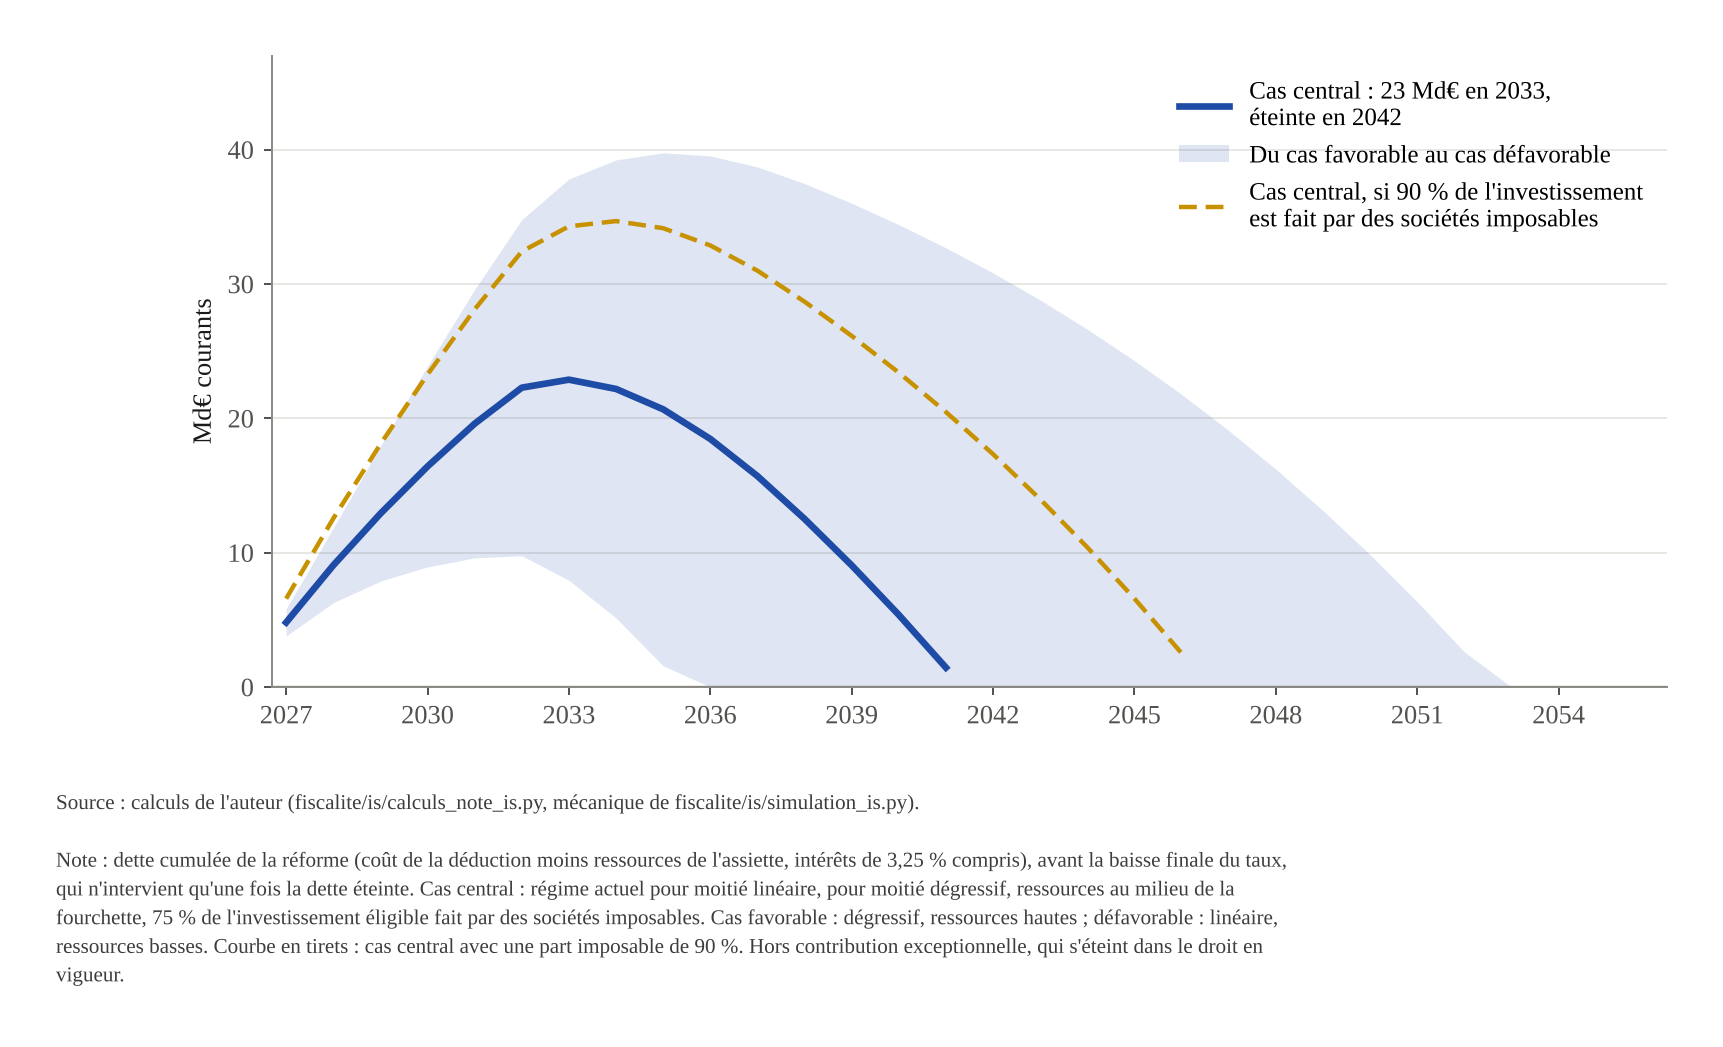 Cas central : 23 Md€ en 2033,
éteinte en 2042
Du cas favorable au cas défavorable
Cas central, si 90 % de l'investissement
est fait par des sociétés imposables
Md€ courants
40
30
20
10
0
2027 2030 2033 2036 2039 2042 2045 2048 2051 2054
Source : calculs de l'auteur (fiscalite/is/calculs_note_is.py, mécanique de fiscalite/is/simulation_is.py).
Note : dette cumulée de la réforme (coût de la déduction moins ressources de l'assiette, intérêts de 3,25 % compris), avant la baisse finale du taux,
qui n'intervient qu'une fois la dette éteinte. Cas central : régime actuel pour moitié linéaire, pour moitié dégressif, ressources au milieu de la
fourchette, 75 % de l'investissement éligible fait par des sociétés imposables. Cas favorable : dégressif, ressources hautes ; défavorable : linéaire,
ressources basses. Courbe en tirets : cas central avec une part imposable de 90 %. Hors contribution exceptionnelle, qui s'éteint dans le droit en
vigueur.